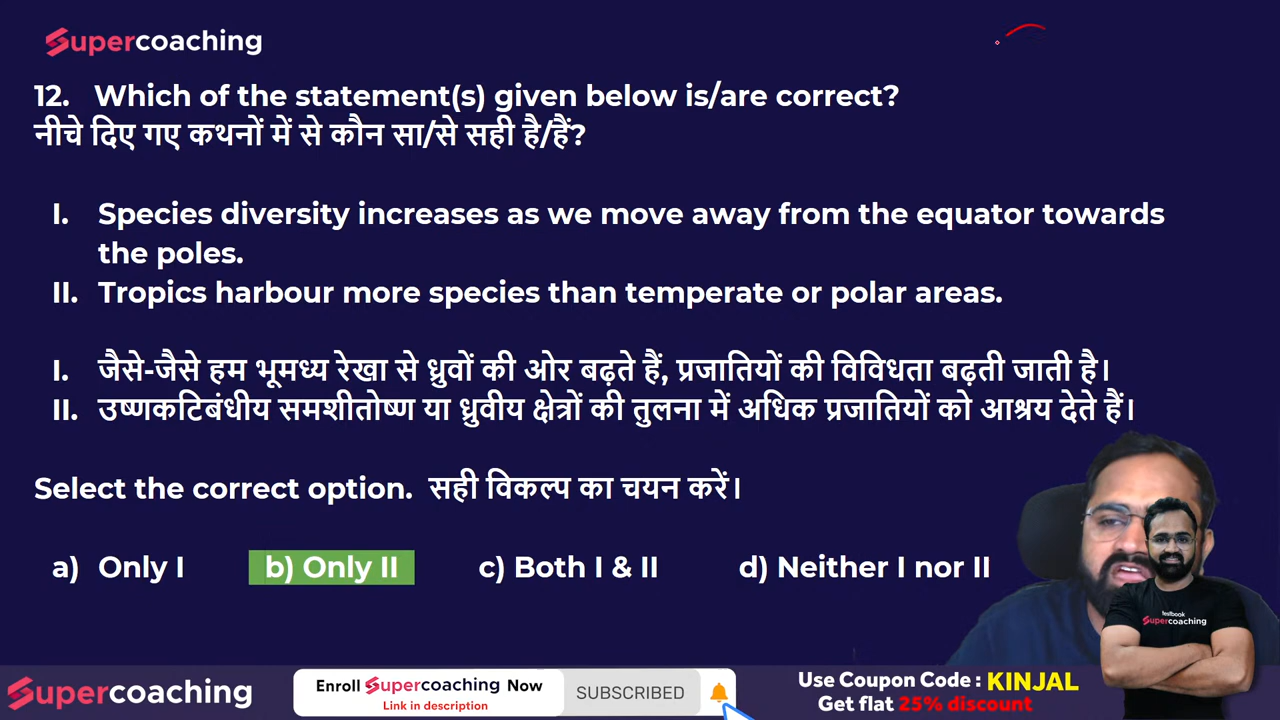 Supercoaching
12. Which of the statement(s) given below is/are correct?
नीचे दिए गए कथनों में से कौन सा/से सही है/हैं?
I. Species diversity increases as we move away from the equator towards
the poles.
II. Tropics harbour more species than temperate or polar areas.
I. जैसे-जैसे हम भूमध्य रेखा से ध्रुवों की ओर बढ़ते हैं, प्रजातियों की विविधता बढ़ती जाती है।
II. उष्णकटिबंधीय समशीतोष्ण या ध्रुवीय क्षेत्रों की तुलना में अधिक प्रजातियों को आश्रय देते हैं।
Select the correct option. सही विकल्प का चयन करें।
a) Only I b) Only II c) Both I & II d) Neither I nor II
testbook
Supercoaching
Supercoaching
Enroll Supercoaching Now
Link in description
SUBSCRIBED
Use Coupon Code : KINJAL
Get flat 25% discount